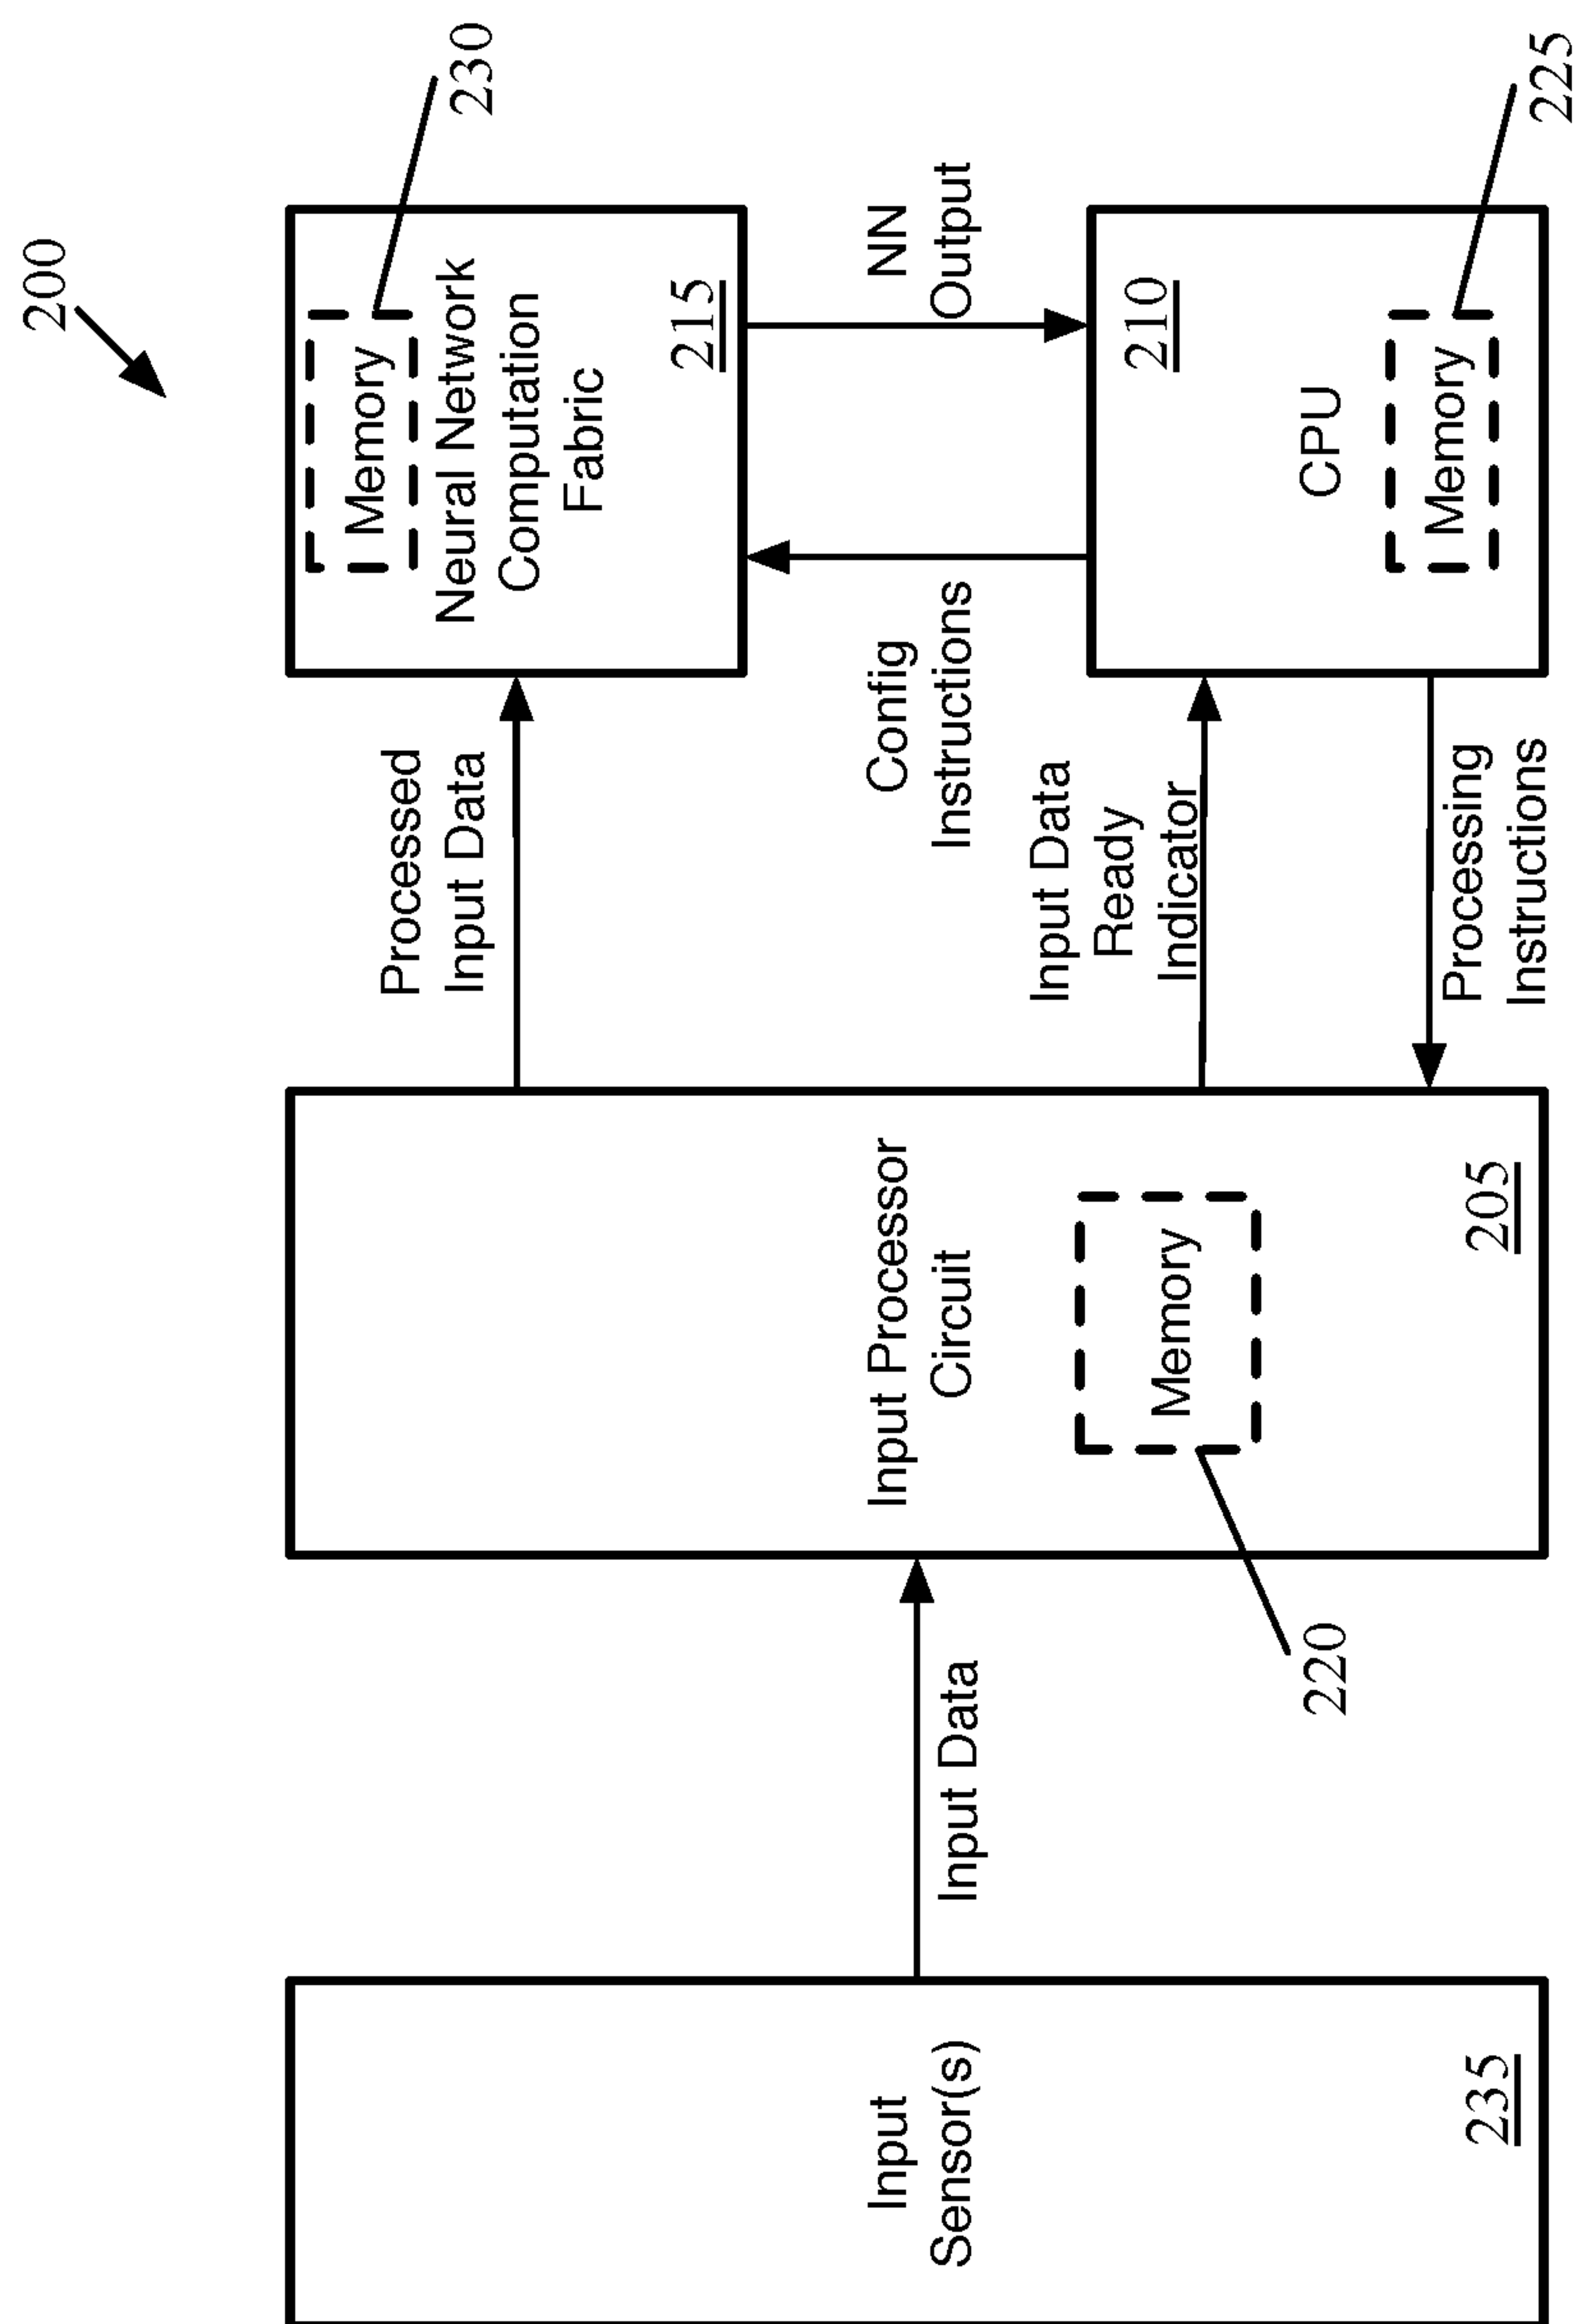 200
Input
Sensor(s)
235
Input Data
Input Processor
Circuit
Memory
205
220
Processed
Input Data
Input Data
Ready
Indicator
Processing
Instructions
Memory
Neural Network
Computation
Fabric
215
230
Config
Instructions
NN
Output
210
CPU
Memory
225